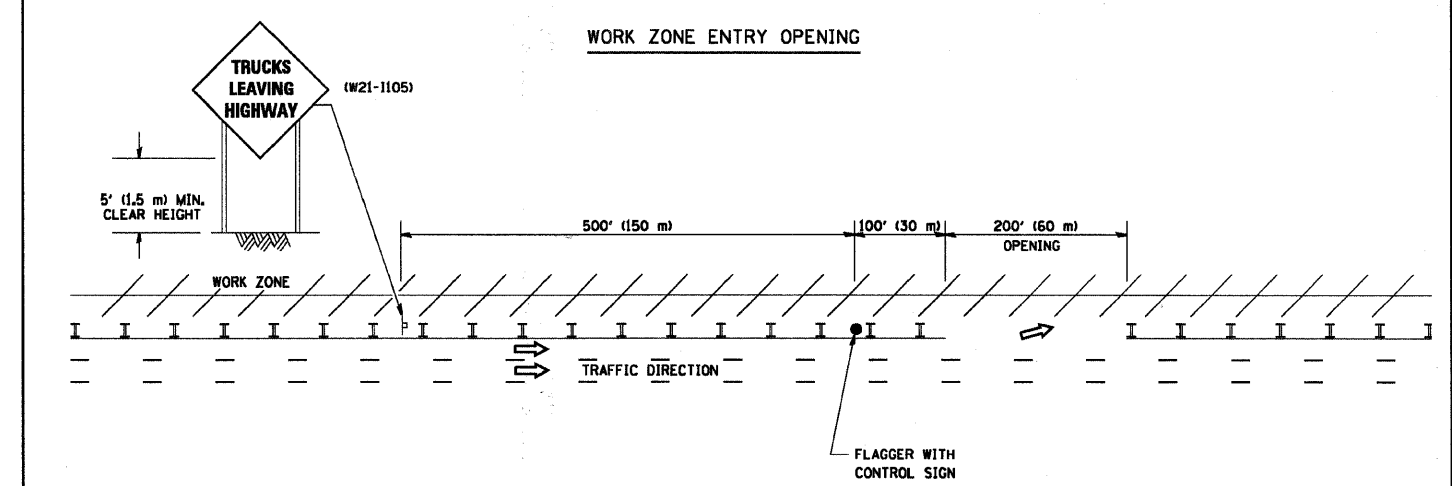 WORK ZONE ENTRY OPENING
TRUCKS
LEAVING
HIGHWAY
(W21-I105)
5' (1.5 m) MIN.
CLEAR HEIGHT
500' (150 m)
100' (30 m)
200' (60 m)
OPENING
WORK ZONE
TRAFFIC DIRECTION
FLAGGER WITH
CONTROL SIGN